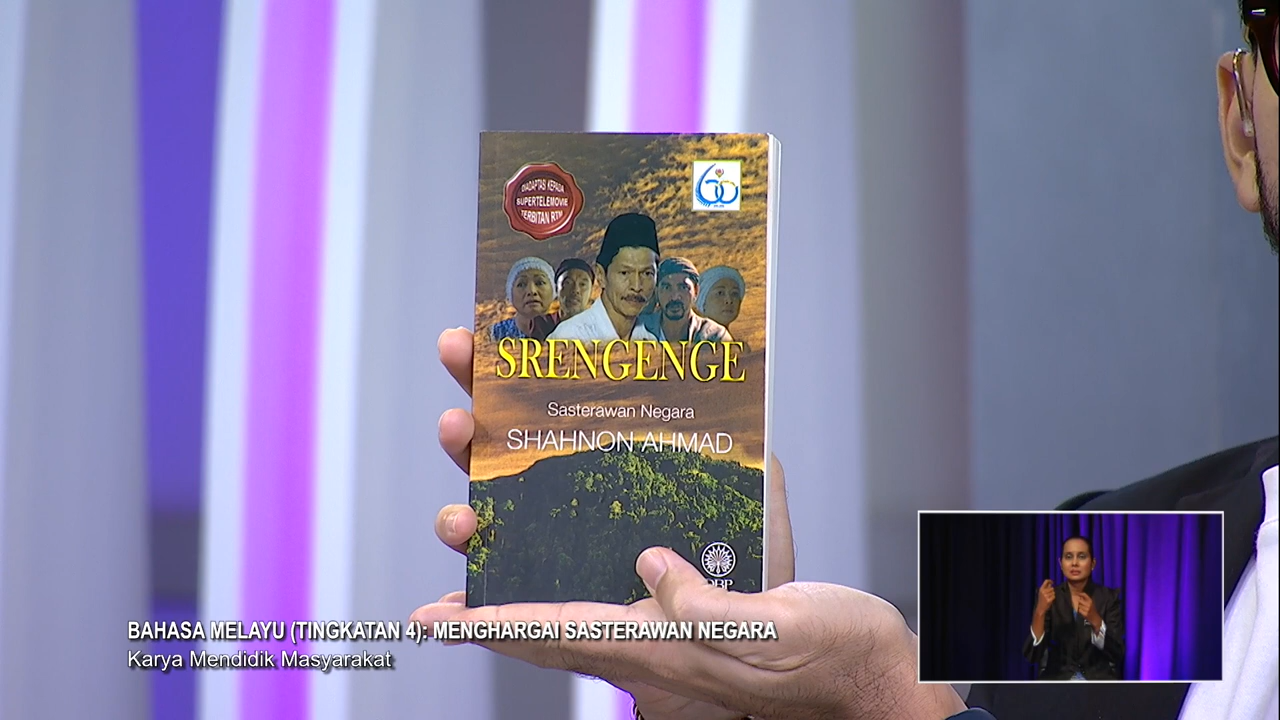 DIADAPTASI KEPADA
SUPERTELEMOVIE
TERBITAN RTM
60
SRENGENGE
Sasterawan Negara
SHAHNON AHMAD
DBP
BAHASA MELAYU (TINGKATAN 4): MENGHARGAI SASTERAWAN NEGARA
Karya Mendidik Masyarakat